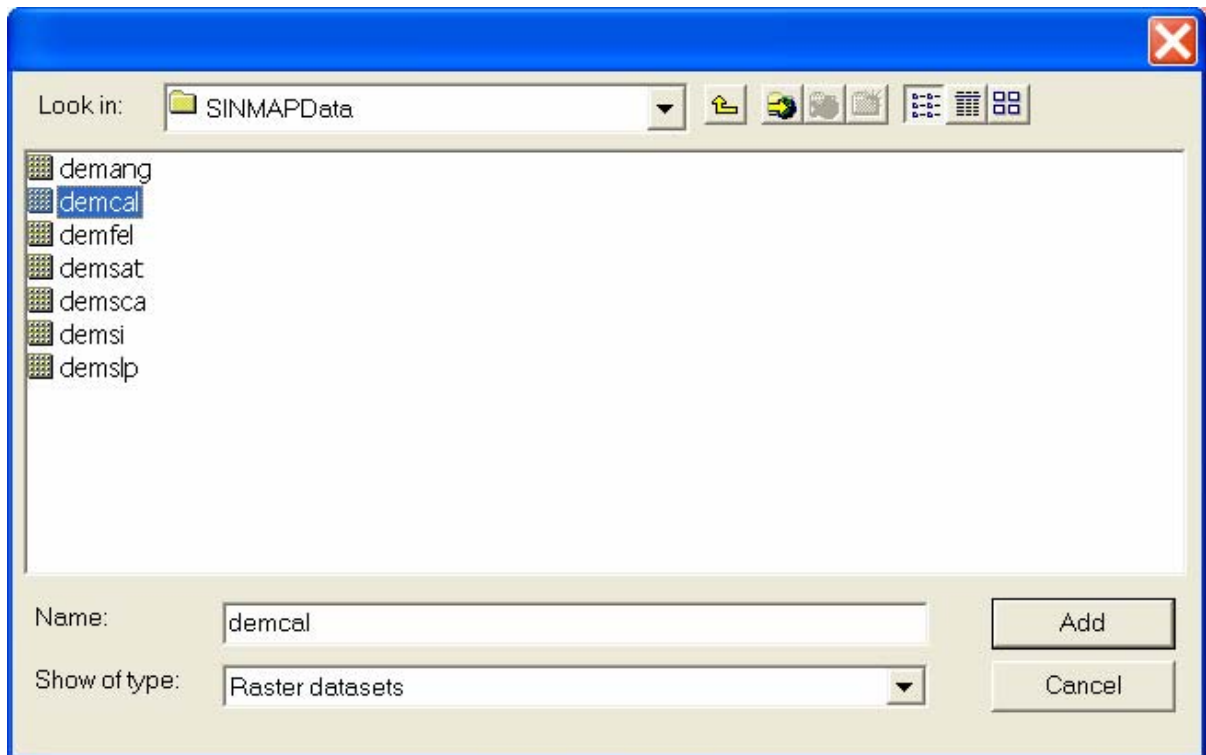 Look in: SINMAPData
demang
demcal
demfel
demsat
demsca
demsi
demslp
Name: demcal
Add
Show of type: Raster datasets
Cancel